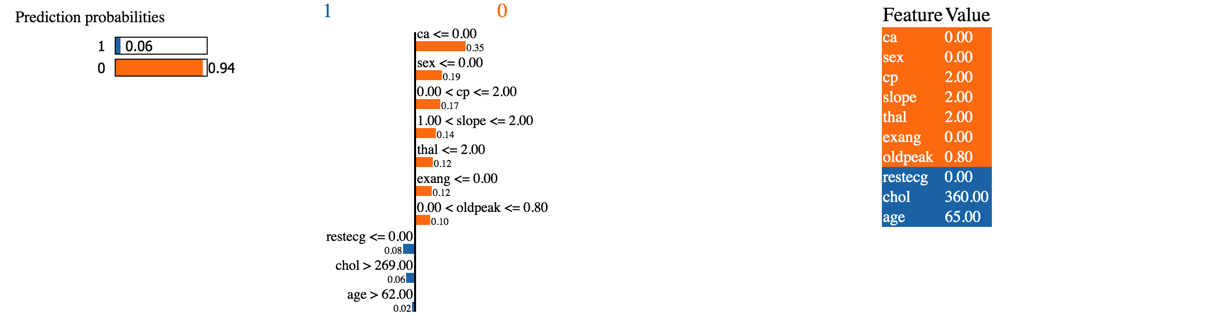 Prediction probabilities
1 0.06
0 0.94
1 0
ca <= 0.00
0.35
sex <= 0.00
0.19
0.00 < cp <= 2.00
0.17
1.00 < slope <= 2.00
0.14
thal <= 2.00
0.12
exang <= 0.00
0.12
0.00 < oldpeak <= 0.80
0.10
restecg <= 0.00
0.08
chol > 269.00
0.06
age > 62.00
0.02
Feature Value
ca 0.00
sex 0.00
cp 2.00
slope 2.00
thal 2.00
exang 0.00
oldpeak 0.80
restecg 0.00
chol 360.00
age 65.00